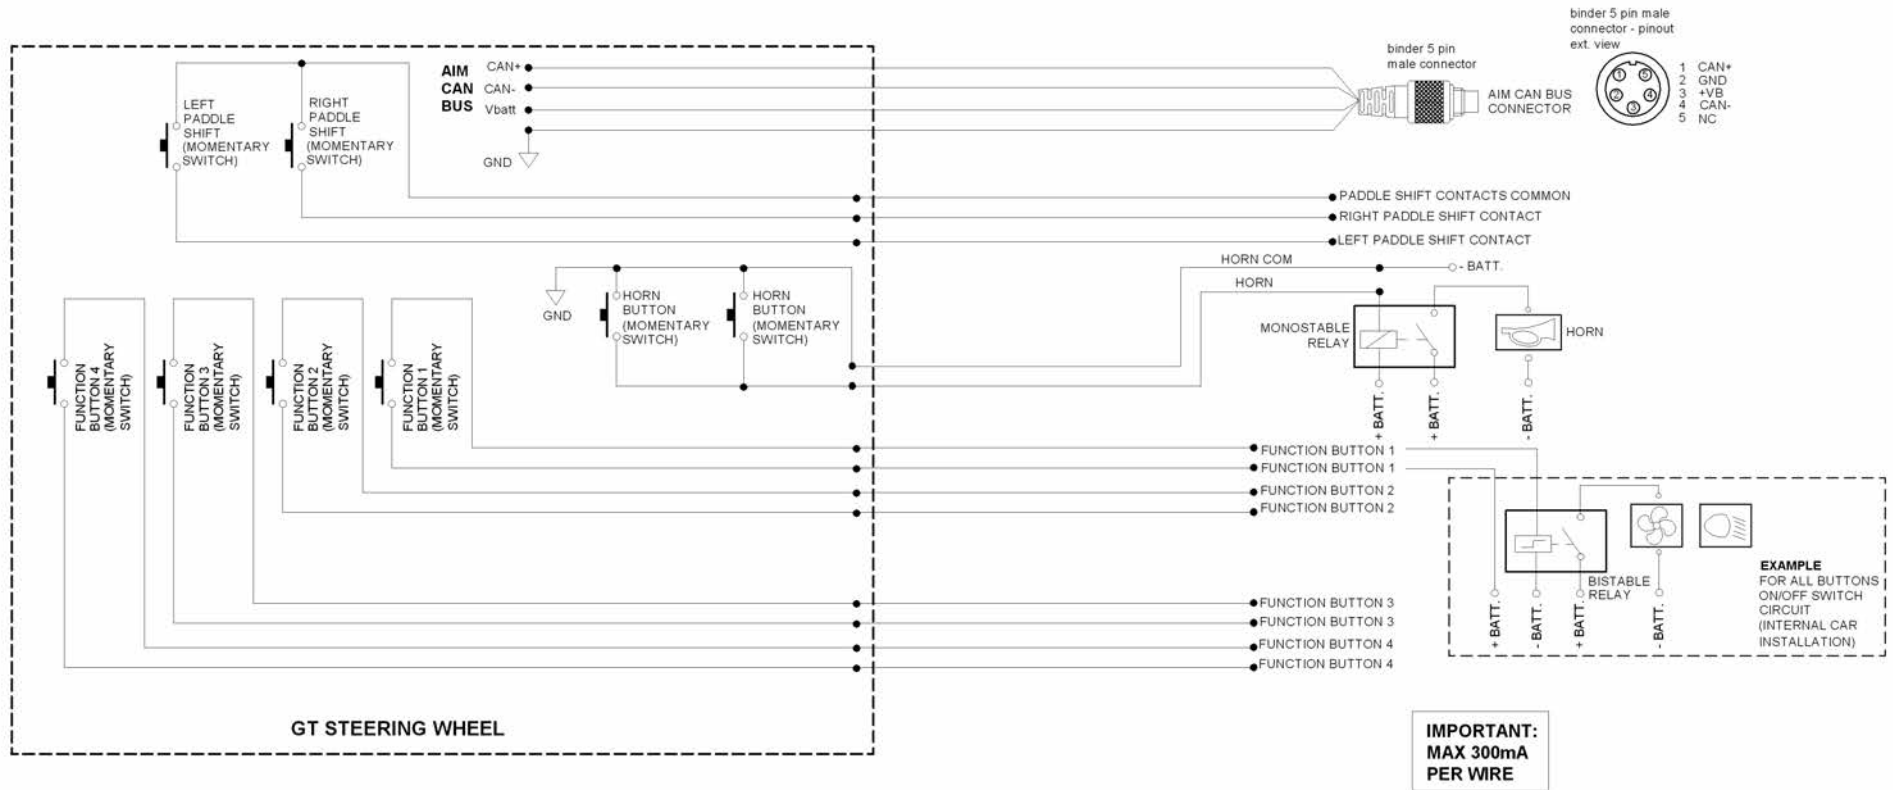 binder 5 pin male
connector - pinout
ext. view
1 CAN+
2 GND
3 +VB
4 CAN-
5 NC
1
5
2
4
3
binder 5 pin
male connector
AIM CAN BUS
CONNECTOR
AIM
CAN
BUS
CAN+
CAN-
Vbatt
GND
LEFT
PADDLE
SHIFT
(MOMENTARY
SWITCH)
RIGHT
PADDLE
SHIFT
(MOMENTARY
SWITCH)
PADDLE SHIFT CONTACTS COMMON
RIGHT PADDLE SHIFT CONTACT
LEFT PADDLE SHIFT CONTACT
HORN COM
- BATT.
HORN
GND
HORN
BUTTON
(MOMENTARY
SWITCH)
HORN
BUTTON
(MOMENTARY
SWITCH)
MONOSTABLE
RELAY
HORN
+ BATT.
+ BATT.
- BATT.
FUNCTION
BUTTON 4
(MOMENTARY
SWITCH)
FUNCTION
BUTTON 3
(MOMENTARY
SWITCH)
FUNCTION
BUTTON 2
(MOMENTARY
SWITCH)
FUNCTION
BUTTON 1
(MOMENTARY
SWITCH)
FUNCTION BUTTON 1
FUNCTION BUTTON 1
FUNCTION BUTTON 2
FUNCTION BUTTON 2
FUNCTION BUTTON 3
FUNCTION BUTTON 3
FUNCTION BUTTON 4
FUNCTION BUTTON 4
BISTABLE
RELAY
+ BATT.
- BATT.
+ BATT.
- BATT.
EXAMPLE
FOR ALL BUTTONS
ON/OFF SWITCH
CIRCUIT
(INTERNAL CAR
INSTALLATION)
GT STEERING WHEEL
IMPORTANT:
MAX 300mA
PER WIRE